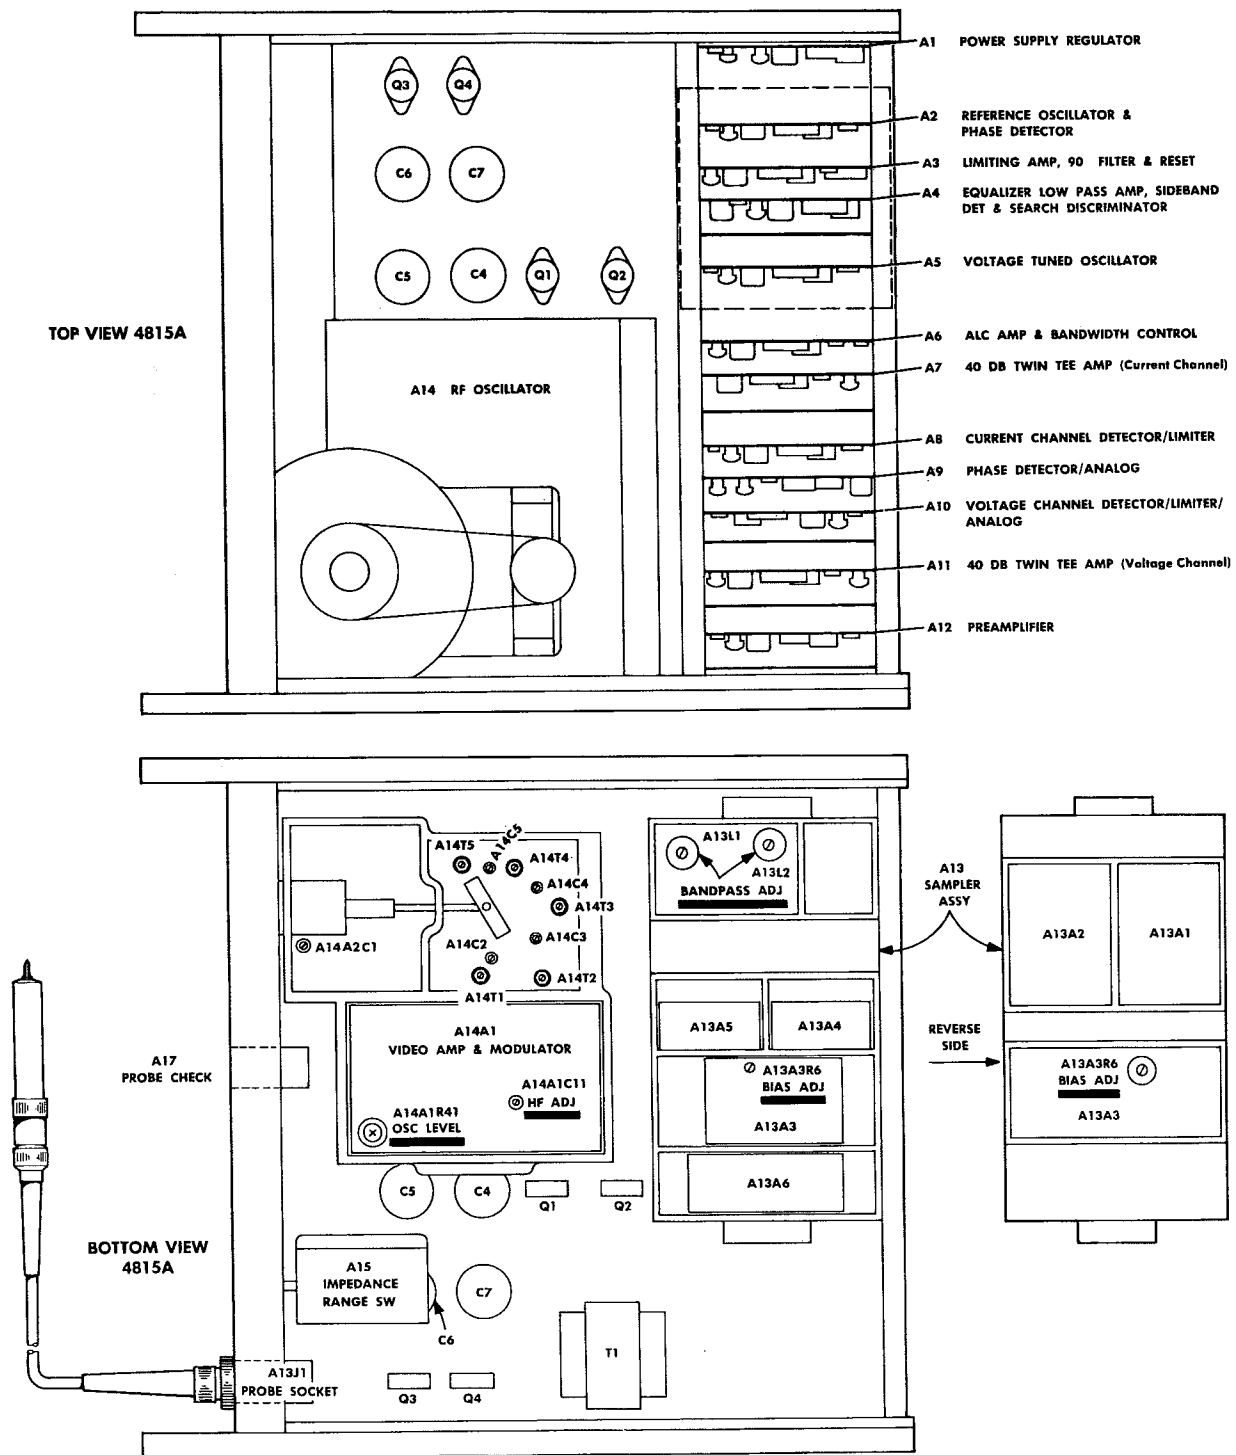 A1 POWER SUPPLY REGULATOR
Q3
Q4
A2 REFERENCE OSCILLATOR &
PHASE DETECTOR
A3 LIMITING AMP, 90 FILTER & RESET
C6
C7
A4 EQUALIZER LOW PASS AMP, SIDEBAND
DET & SEARCH DISCRIMINATOR
A5 VOLTAGE TUNED OSCILLATOR
C5
C4
Q1
Q2
TOP VIEW 4815A
A6 ALC AMP & BANDWIDTH CONTROL
A7 40 DB TWIN TEE AMP (Current Channel)
A14 RF OSCILLATOR
A8 CURRENT CHANNEL DETECTOR/LIMITER
A9 PHASE DETECTOR/ANALOG
A10 VOLTAGE CHANNEL DETECTOR/LIMITER/
ANALOG
A11 40 DB TWIN TEE AMP (Voltage Channel)
A12 PREAMPLIFIER
A14T5
A14C5
A14T4
A14C4
A14T3
A14C3
A14C2
A14A2C1
A14T2
A14T1
A13L1
A13L2
BANDPASS ADJ
A13
SAMPLER
ASSY
A13A2
A13A1
A14A1
VIDEO AMP & MODULATOR
A14A1C11
HF ADJ
A14A1R41
OSC LEVEL
A13A5
A13A4
A13A3R6
BIAS ADJ
A13A3
A13A6
REVERSE
SIDE
A13A3R6
BIAS ADJ
A13A3
A17
PROBE CHECK
C5
C4
Q1
Q2
BOTTOM VIEW
4815A
A15
IMPEDANCE
RANGE SW
C7
C6
T1
A13J1
PROBE SOCKET
Q3
Q4